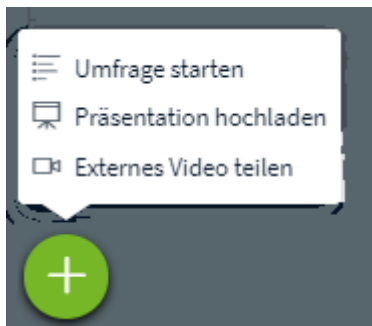 Umfrage starten
Präsentation hochladen
Externes Video teilen